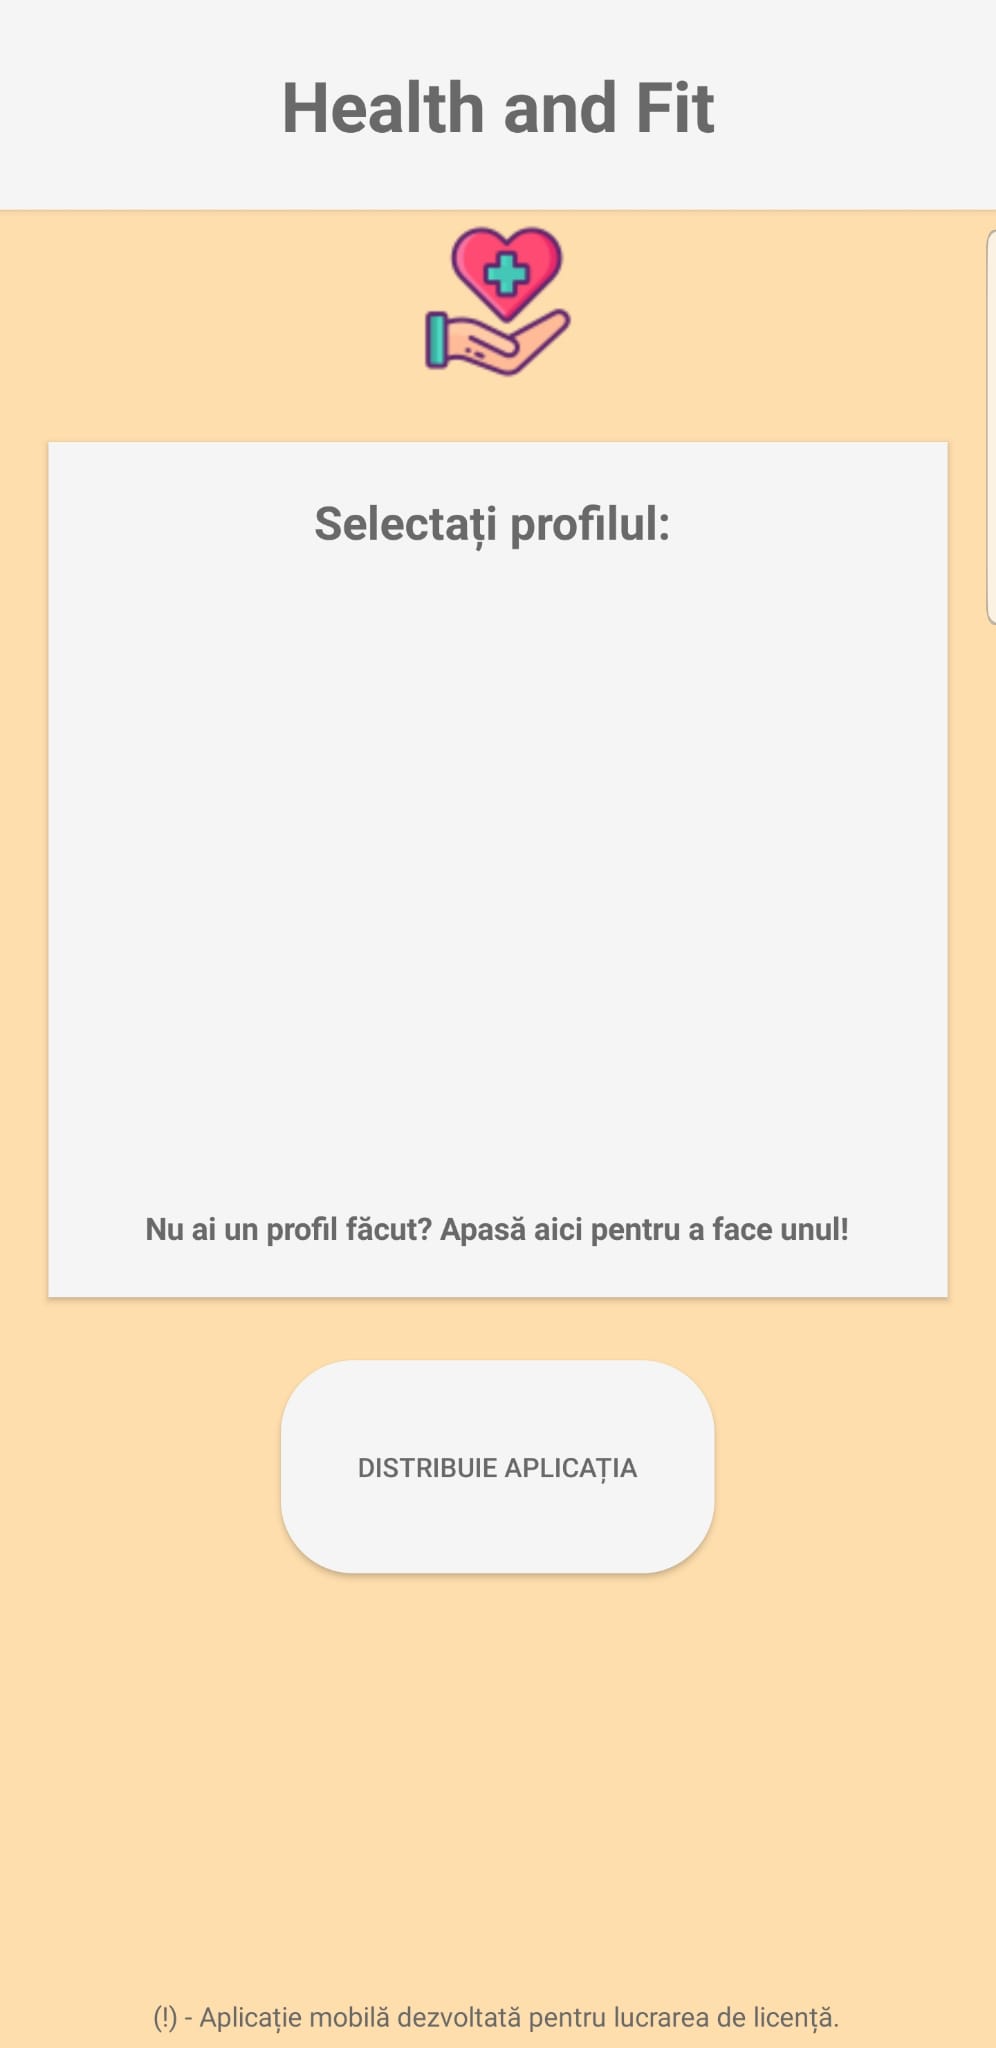 Health and Fit
Selectați profilul:
Nu ai un profil făcut? Apasă aici pentru a face unul!
DISTRIBUIE APLICAȚIA
(!) - Aplicație mobilă dezvoltată pentru lucrarea de licență.